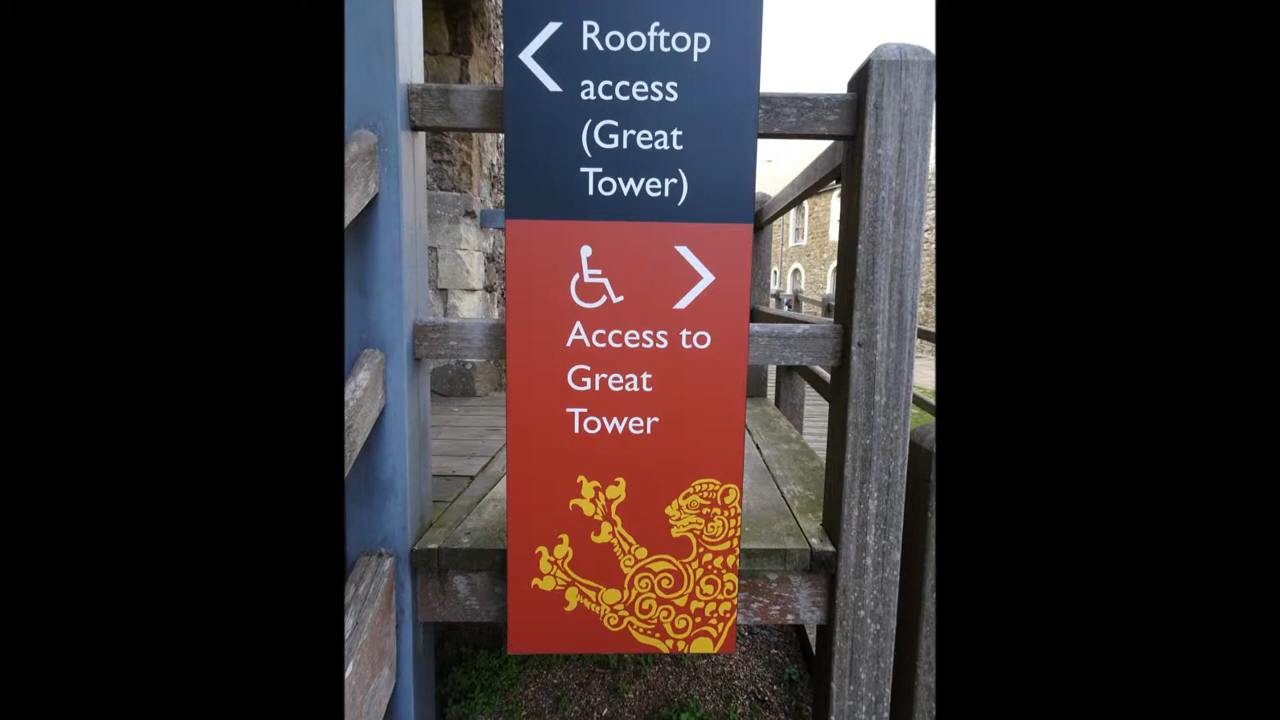 Rooftop
access
(Great
Tower)
Access to
Great
Tower